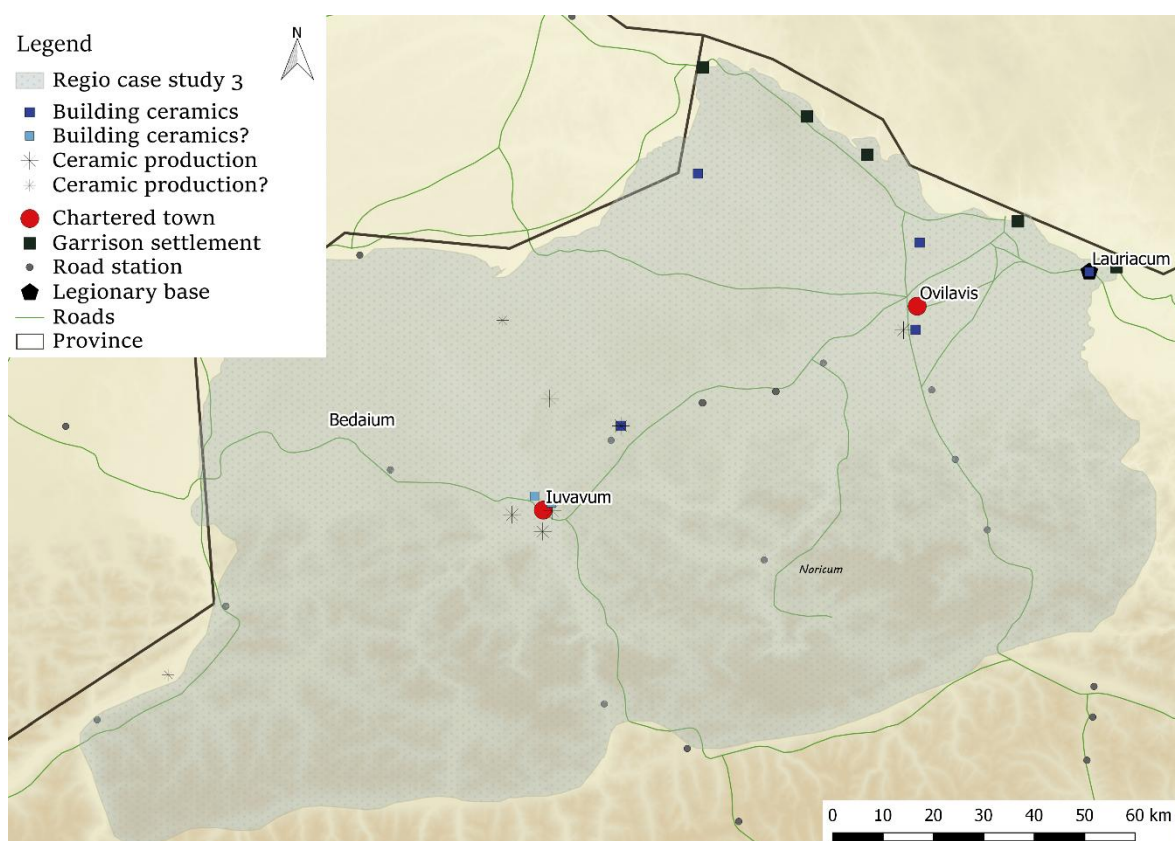 Legend
N
Regio case study 3
Building ceramics
Building ceramics?
Ceramic production
Ceramic production?
Chartered town
Garrison settlement
Road station
Legionary base
Roads
Province
Lauriacum
Ovilavis
Bedaium
Iuvavum
Noricum
0 10 20 30 40 50 60 km